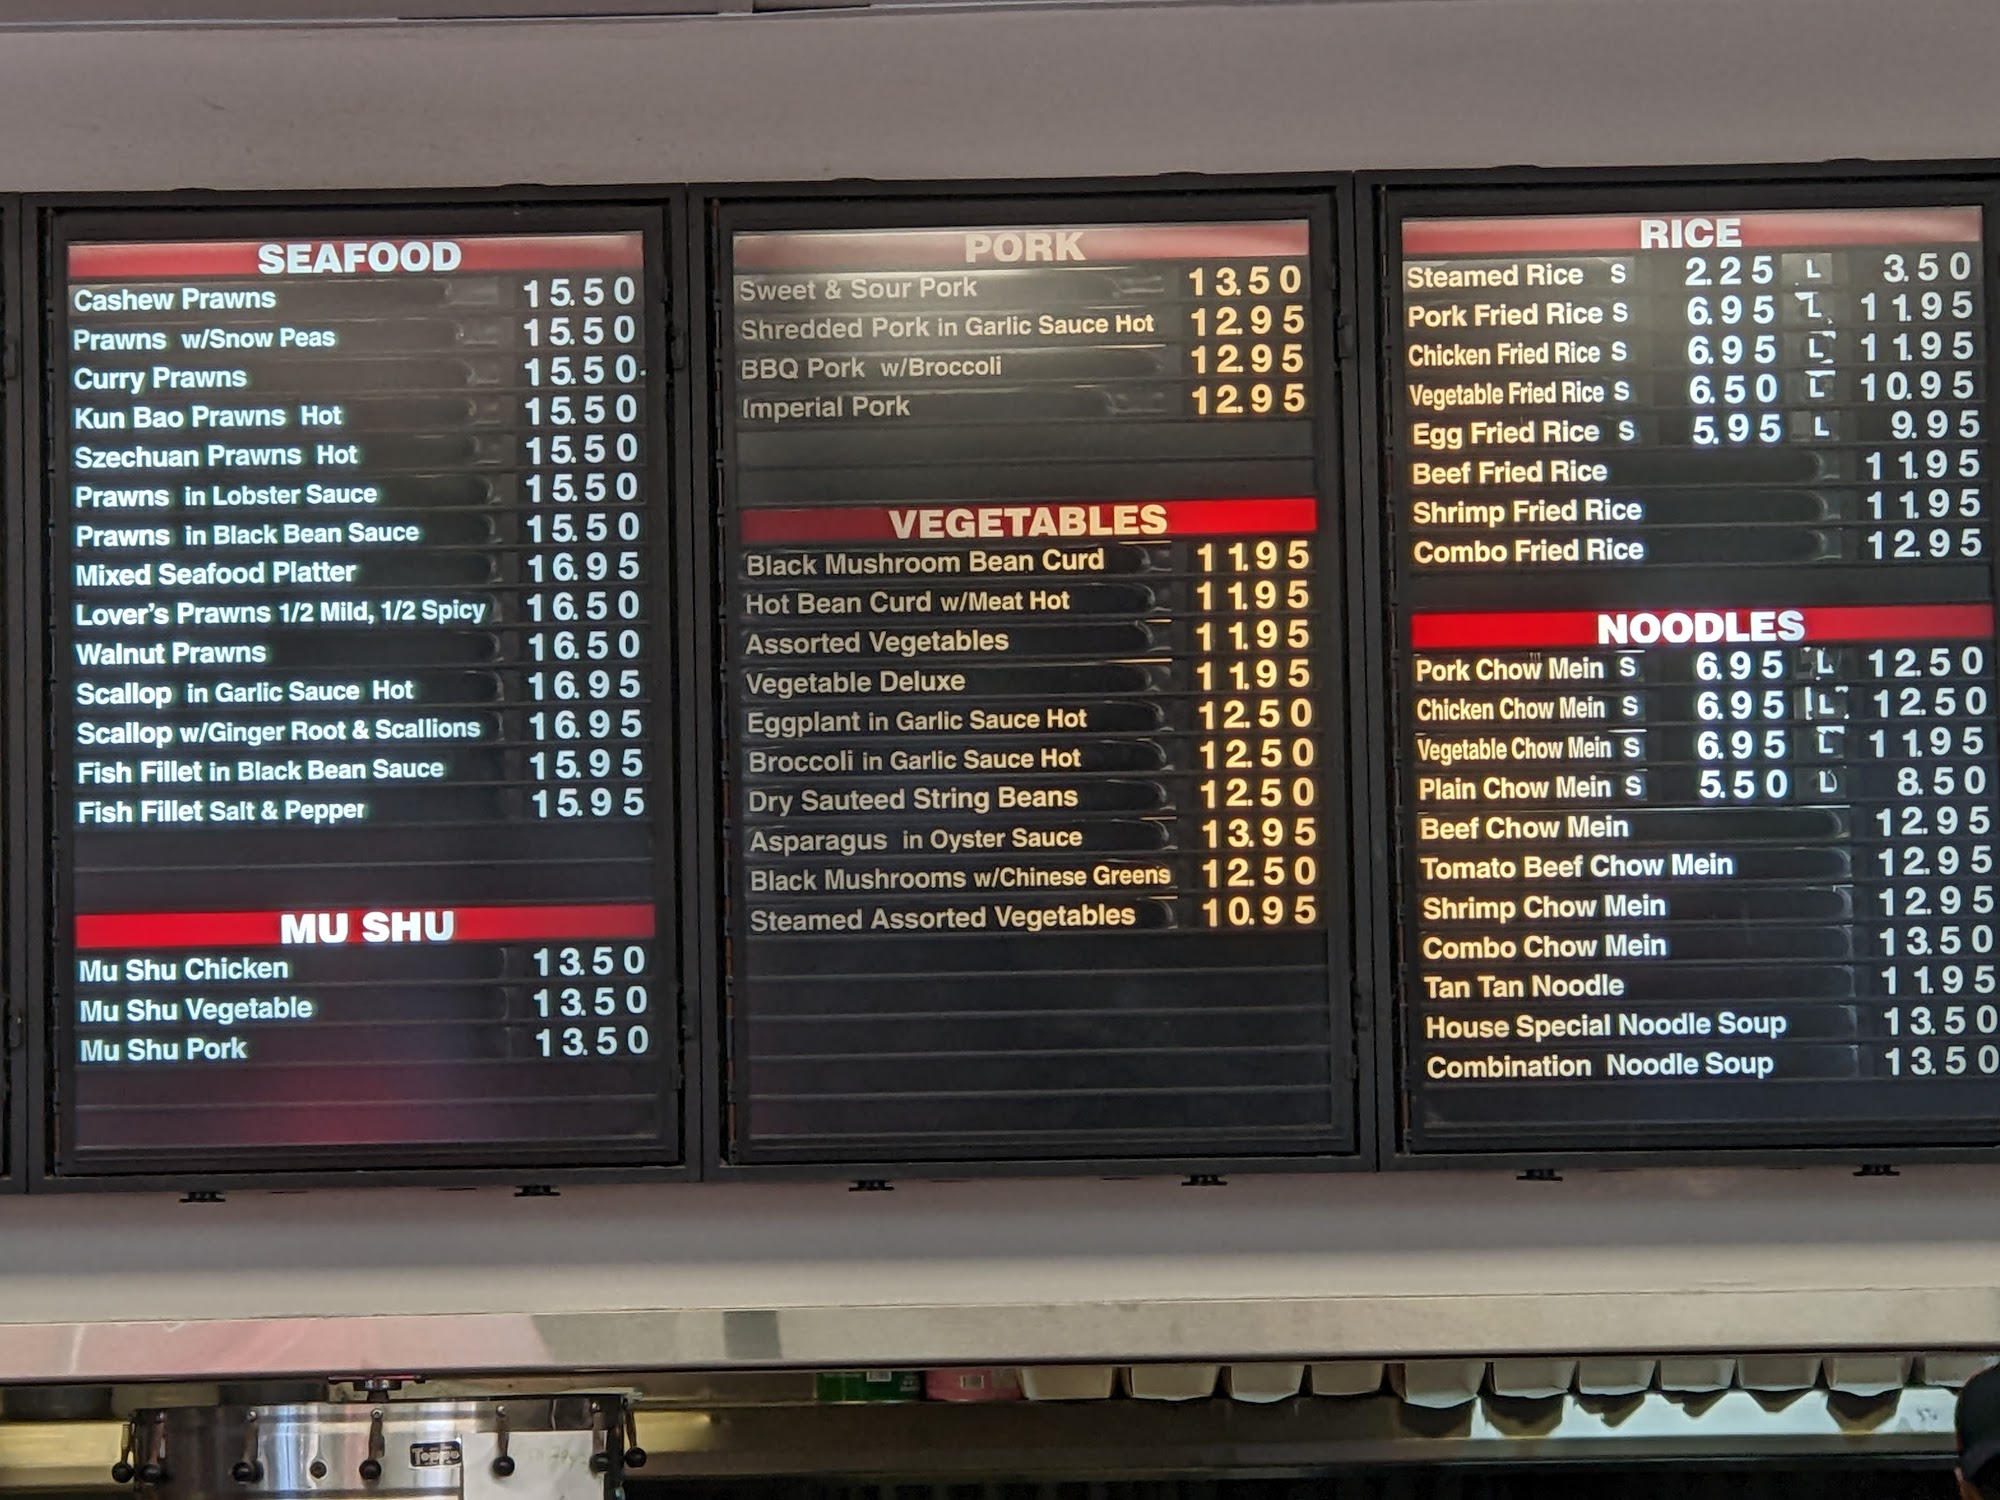 SEAFOOD
Cashew Prawns 15.50
Prawns w/Snow Peas 15.50
Curry Prawns 15.50
Kun Bao Prawns Hot 15.50
Szechuan Prawns Hot 15.50
Prawns in Lobster Sauce 15.50
Prawns in Black Bean Sauce 15.50
Mixed Seafood Platter 16.95
Lover's Prawns 1/2 Mild, 1/2 Spicy 16.50
Walnut Prawns 16.50
Scallop in Garlic Sauce Hot 16.95
Scallop w/Ginger Root & Scallions 16.95
Fish Fillet in Black Bean Sauce 15.95
Fish Fillet Salt & Pepper 15.95
MU SHU
Mu Shu Chicken 13.50
Mu Shu Vegetable 13.50
Mu Shu Pork 13.50
PORK
Sweet & Sour Pork 13.50
Shredded Pork in Garlic Sauce Hot 12.95
BBQ Pork w/Broccoli 12.95
Imperial Pork 12.95
VEGETABLES
Black Mushroom Bean Curd 11.95
Hot Bean Curd w/Meat Hot 11.95
Assorted Vegetables 11.95
Vegetable Deluxe 11.95
Eggplant in Garlic Sauce Hot 12.50
Broccoli in Garlic Sauce Hot 12.50
Dry Sauteed String Beans 12.50
Asparagus in Oyster Sauce 13.95
Black Mushrooms w/Chinese Greens 12.50
Steamed Assorted Vegetables 10.95
RICE
Steamed Rice S 2.25 L 3.50
Pork Fried Rice S 6.95 L 11.95
Chicken Fried Rice S 6.95 L 11.95
Vegetable Fried Rice S 6.50 L 10.95
Egg Fried Rice S 5.95 L 9.95
Beef Fried Rice 11.95
Shrimp Fried Rice 11.95
Combo Fried Rice 12.95
NOODLES
Pork Chow Mein S 6.95 L 12.50
Chicken Chow Mein S 6.95 L 12.50
Vegetable Chow Mein S 6.95 L 11.95
Plain Chow Mein S 5.50 L 8.50
Beef Chow Mein 12.95
Tomato Beef Chow Mein 12.95
Shrimp Chow Mein 12.95
Combo Chow Mein 13.50
Tan Tan Noodle 11.95
House Special Noodle Soup 13.50
Combination Noodle Soup 13.50